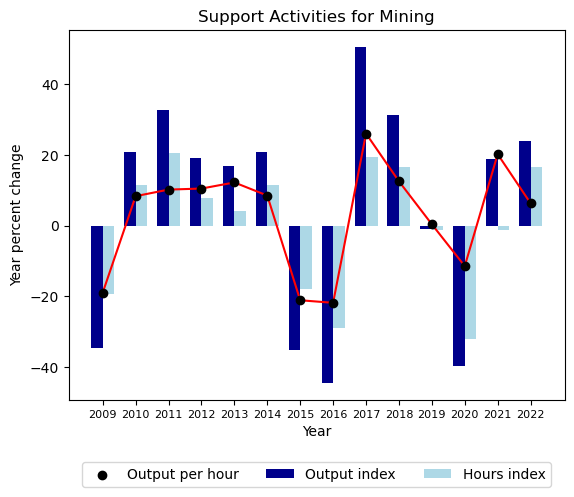 Support Activities for Mining
Year percent change
40
20
0
−20
−40
2009 2010 2011 2012 2013 2014 2015 2016 2017 2018 2019 2020 2021 2022
Year
Output per hour Output index Hours index